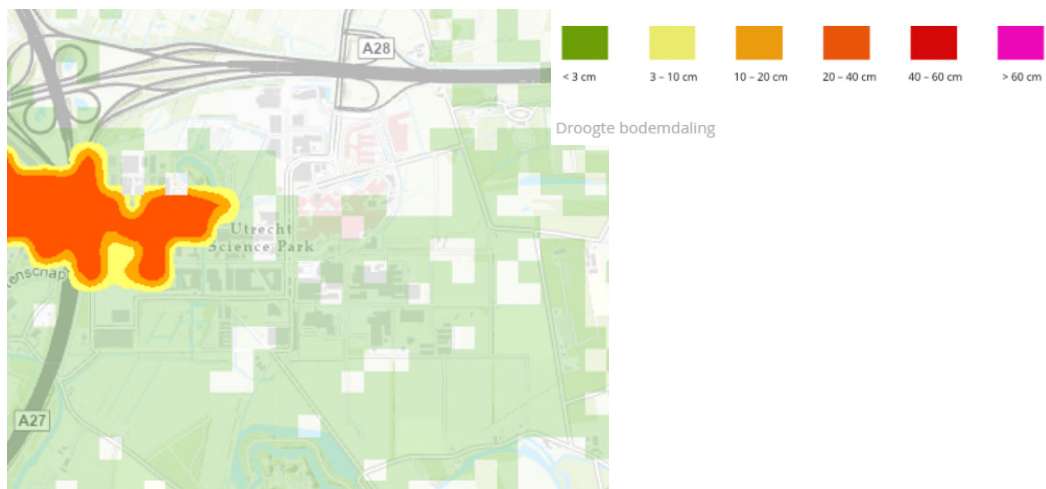 A28
< 3 cm
3 – 10 cm
10 – 20 cm
20 – 40 cm
40 – 60 cm
> 60 cm
Droogte bodemdaling
Utrecht
Science Park
enschap
A27